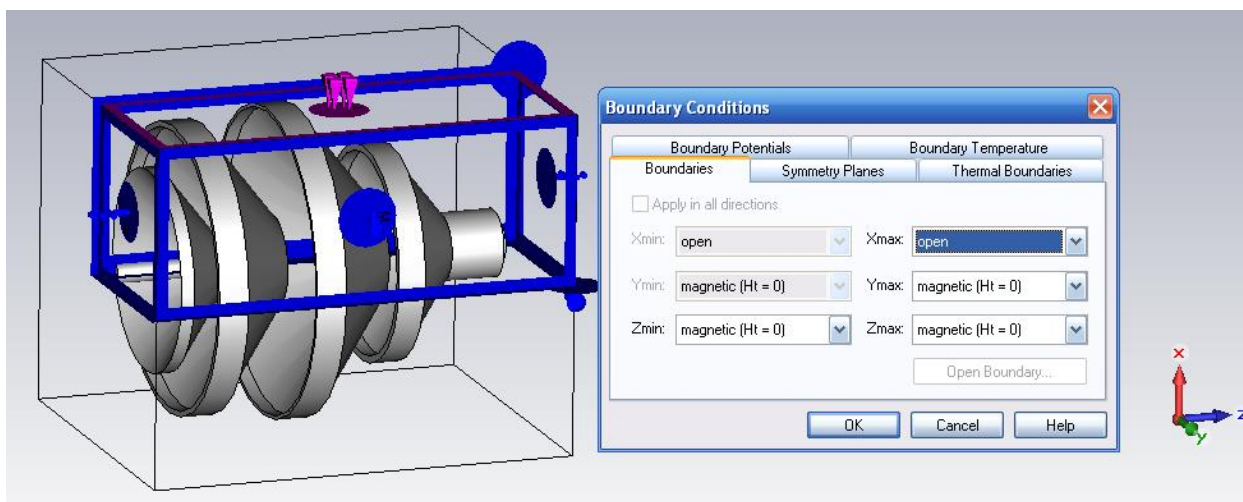 Boundary Conditions
Boundary Potentials Boundary Temperature
Boundaries Symmetry Planes Thermal Boundaries
Apply in all directions
Xmin: open Xmax: open
Ymin: magnetic (Ht = 0) Ymax: magnetic (Ht = 0)
Zmin: magnetic (Ht = 0) Zmax: magnetic (Ht = 0)
Open Boundary...
OK Cancel Help
x
z
y